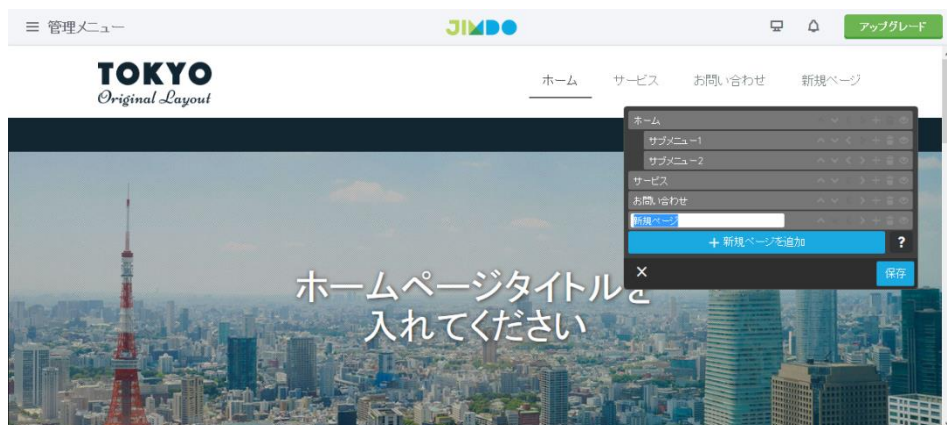 管理メニュー
JIMDO
アップグレード
TOKYO
Original Layout
ホーム
サービス
お問い合わせ
新規ページ
ホーム
サブメニュー1
サブメニュー2
サービス
お問い合わせ
新規ページ
+ 新規ページを追加
?
保存
ホームページタイトルを
入れてください